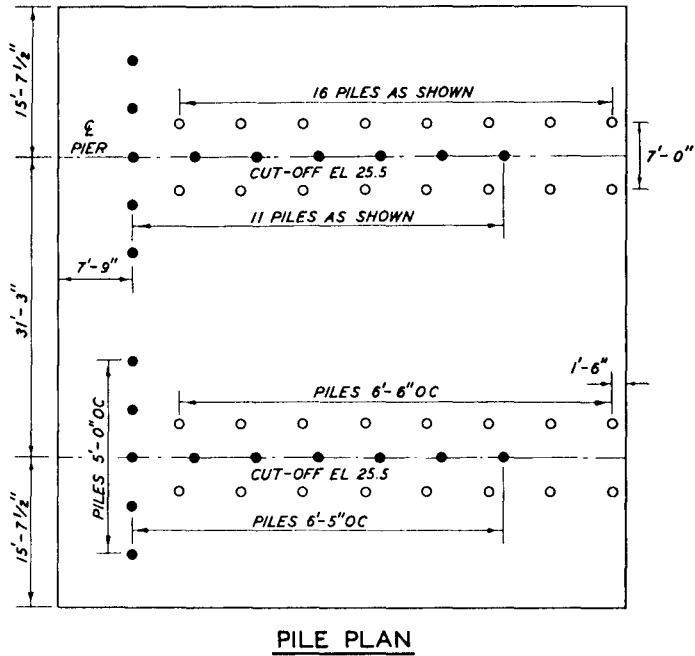 15'-7 1/2"
16 PILES AS SHOWN
℄
PIER
7'-0"
CUT-OFF EL 25.5
11 PILES AS SHOWN
7'-9"
31'-3"
1'-6"
PILES 6'-6" OC
PILES 5'-0" OC
CUT-OFF EL 25.5
15'-7 1/2"
PILES 6'-5" OC
PILE PLAN